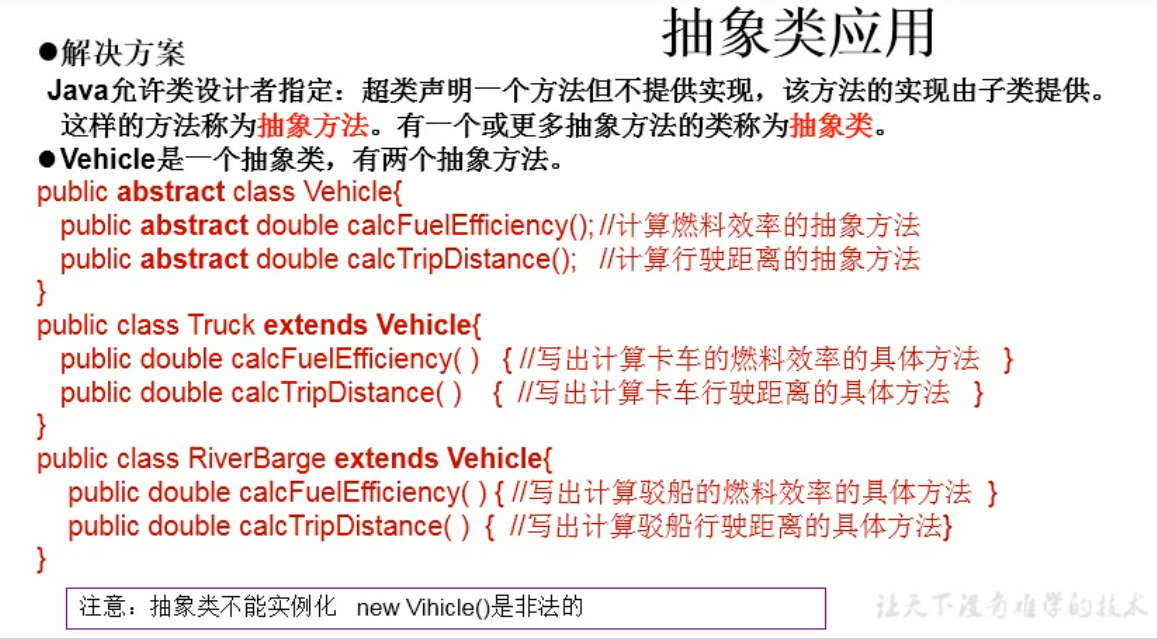 抽象类应用
●解决方案
Java允许类设计者指定：超类声明一个方法但不提供实现，该方法的实现由子类提供。
这样的方法称为抽象方法。有一个或更多抽象方法的类称为抽象类。
●Vehicle是一个抽象类，有两个抽象方法。
public abstract class Vehicle{
public abstract double calcFuelEfficiency(); //计算燃料效率的抽象方法
public abstract double calcTripDistance(); //计算行驶距离的抽象方法
}
public class Truck extends Vehicle{
public double calcFuelEfficiency( ) { //写出计算卡车的燃料效率的具体方法 }
public double calcTripDistance( ) { //写出计算卡车行驶距离的具体方法 }
}
public class RiverBarge extends Vehicle{
public double calcFuelEfficiency( ) { //写出计算驳船的燃料效率的具体方法 }
public double calcTripDistance( ) { //写出计算驳船行驶距离的具体方法}
}
注意：抽象类不能实例化 new Vihicle()是非法的
让天下没有难学的技术